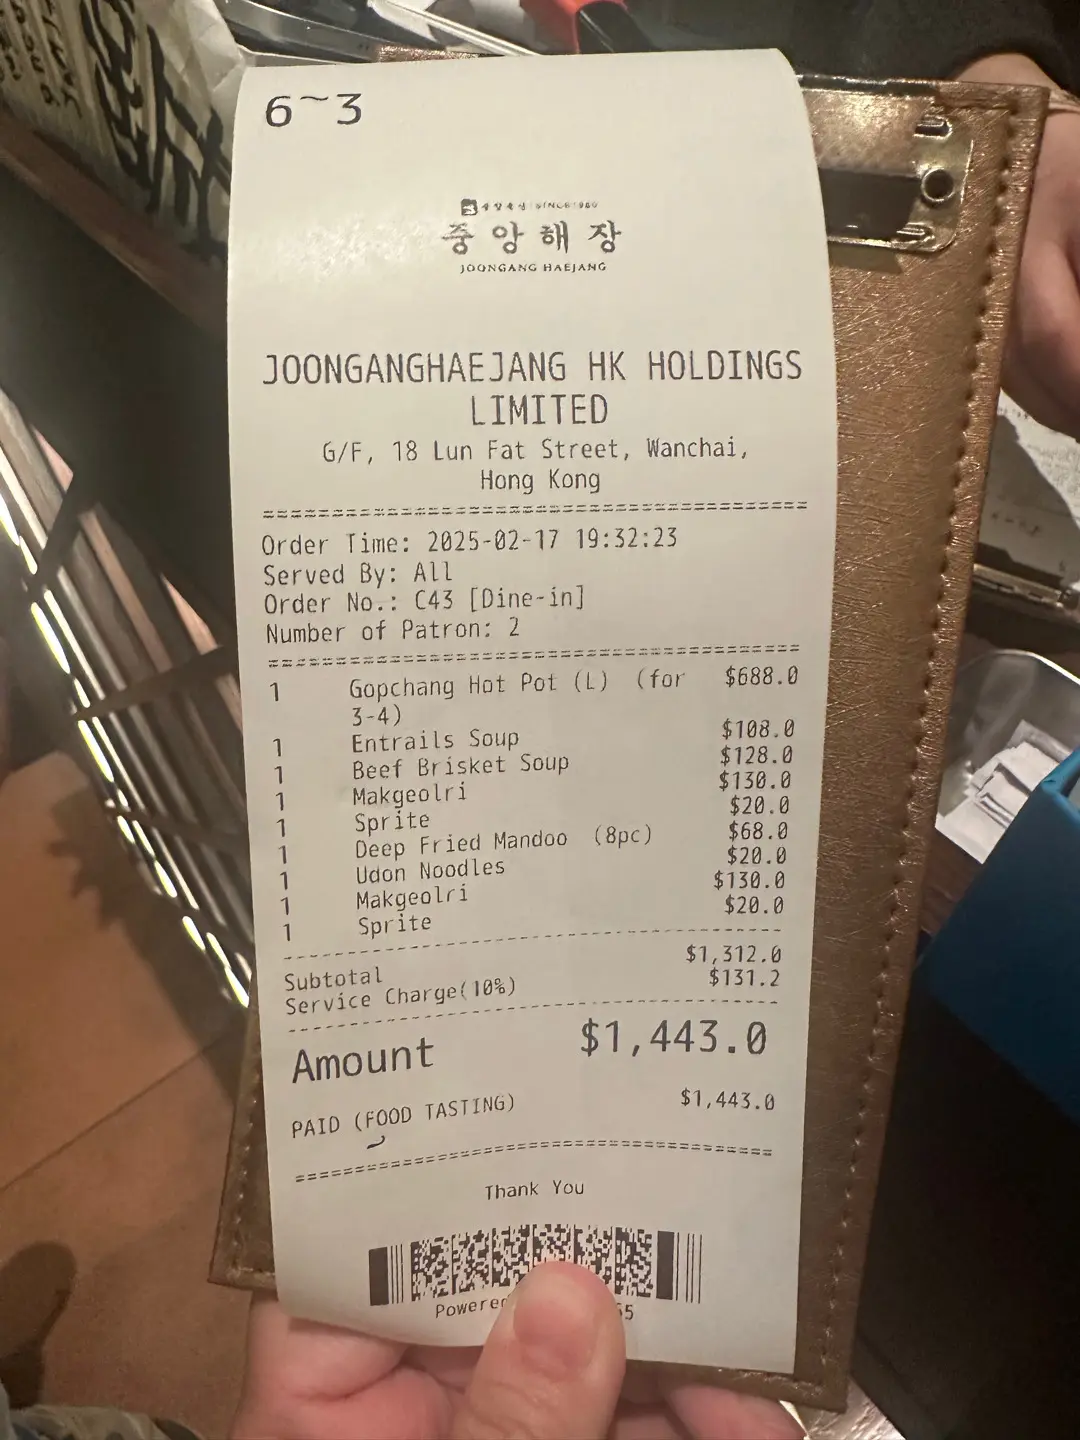 6~3
SINCE 1980
중앙해장
JOONGANG HAEJANG
JOONGANGHAEJANG HK HOLDINGS
LIMITED
G/F, 18 Lun Fat Street, Wanchai,
Hong Kong
Order Time: 2025-02-17 19:32:23
Served By: All
Order No.: C43 [Dine-in]
Number of Patron: 2
1 Gopchang Hot Pot (L) (for $688.0
3-4)
1 Entrails Soup $108.0
1 Beef Brisket Soup $128.0
1 Makgeolri $130.0
1 Sprite $20.0
1 Deep Fried Mandoo (8pc) $68.0
1 Udon Noodles $20.0
1 Makgeolri $130.0
1 Sprite $20.0
Subtotal $1,312.0
Service Charge(10%) $131.2
Amount $1,443.0
PAID (FOOD TASTING) $1,443.0
Thank You